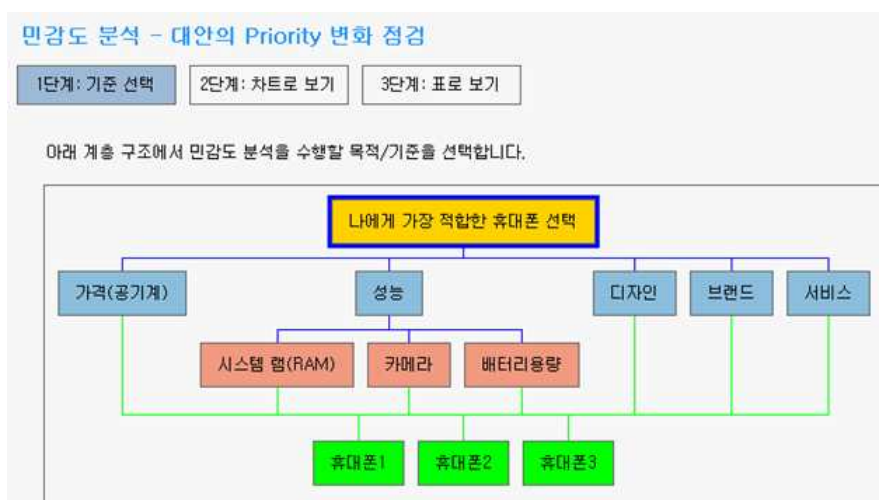 민감도 분석 - 대안의 Priority 변화 점검
1단계: 기준 선택 2단계: 차트로 보기 3단계: 표로 보기
아래 계층 구조에서 민감도 분석을 수행할 목적/기준을 선택합니다.
나에게 가장 적합한 휴대폰 선택
가격(공기계) 성능 디자인 브랜드 서비스
시스템 램(RAM) 카메라 배터리용량
휴대폰1 휴대폰2 휴대폰3